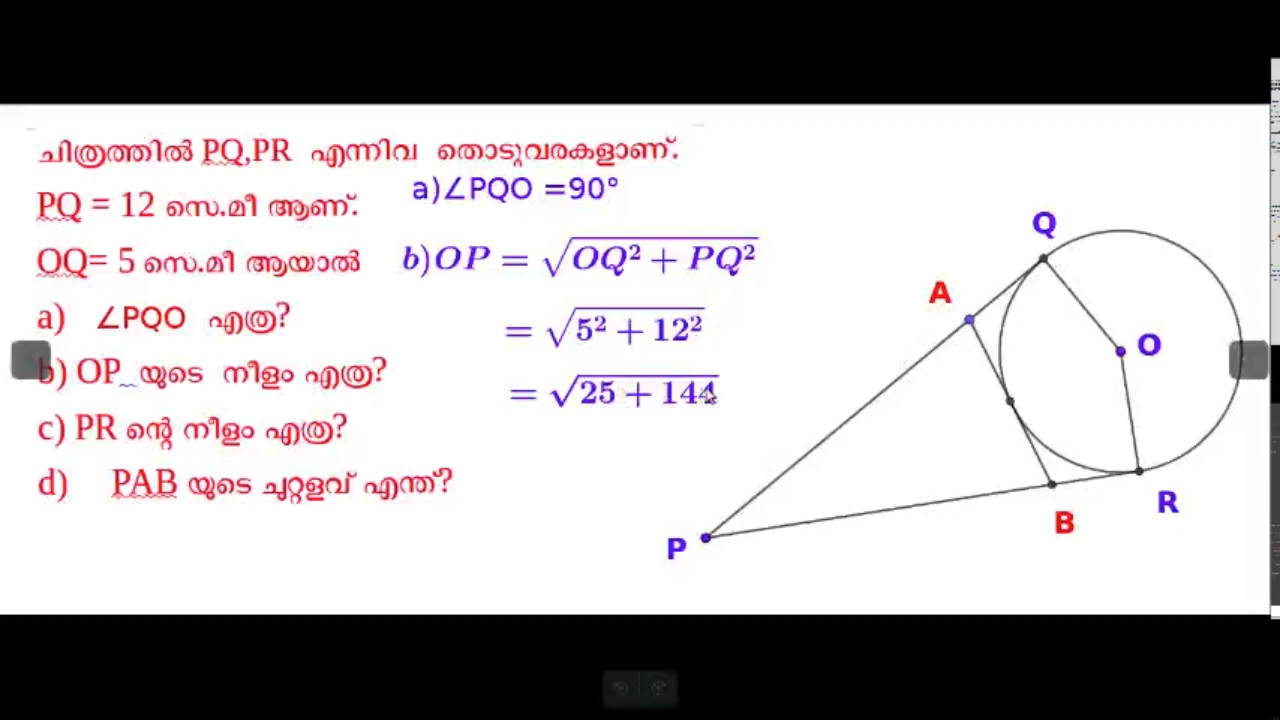 ചിത്രത്തിൽ PQ,PR എന്നിവ തൊടുവരകളാണ്.
PQ = 12 സെ.മീ ആണ്.
OQ= 5 സെ.മീ ആയാൽ
a) ∠PQO എത്ര?
b) OP യുടെ നീളം എത്ര?
c) PR ന്റെ നീളം എത്ര?
d) PAB യുടെ ചുറ്റളവ് എന്ത്?
a)∠PQO =90°
b)OP = √OQ² + PQ²
= √5² + 12²
= √25 + 144
Q
A
O
R
B
P